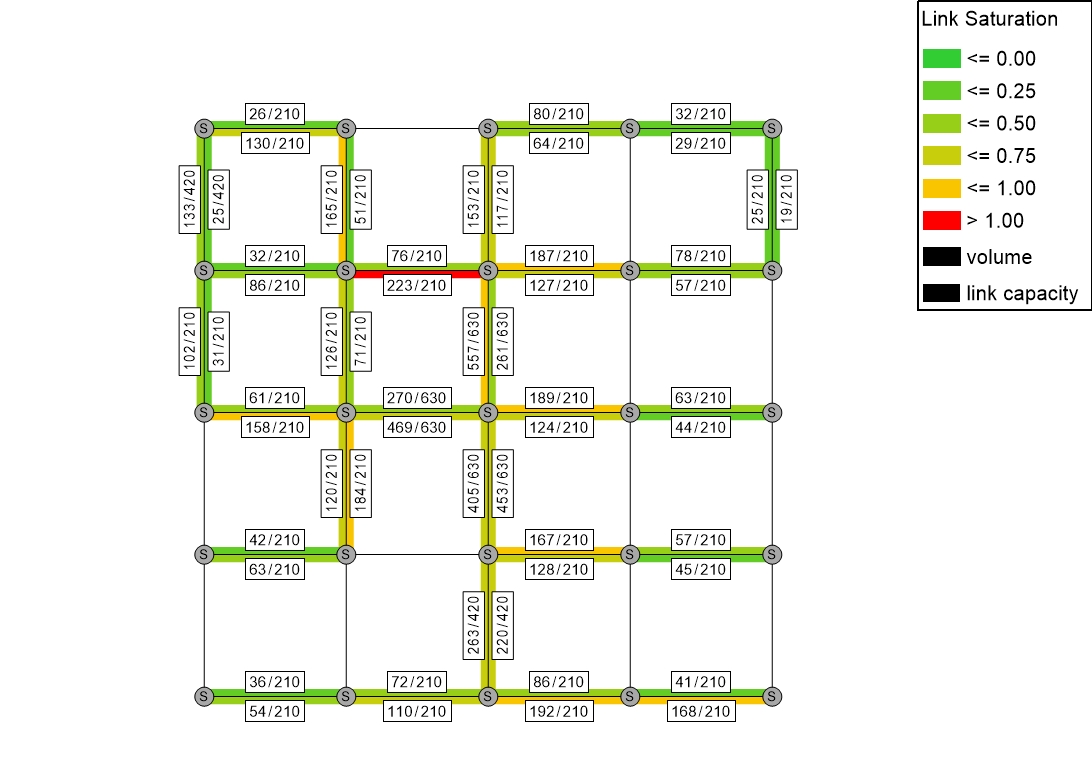 Link Saturation
<= 0.00
<= 0.25
<= 0.50
<= 0.75
<= 1.00
> 1.00
volume
link capacity
26/210 80/210 32/210
S S S S S
130/210 64/210 29/210
133/420 25/420 165/210 51/210 153/210 117/210 25/210 19/210
32/210 76/210 187/210 78/210
S S S S S
86/210 223/210 127/210 57/210
102/210 31/210 126/210 71/210 557/630 261/630
61/210 270/630 189/210 63/210
S S S S S
158/210 469/630 124/210 44/210
120/210 184/210 405/630 453/630
42/210 167/210 57/210
S S S S S
63/210 128/210 45/210
263/420 220/420
36/210 72/210 86/210 41/210
S S S S S
54/210 110/210 192/210 168/210